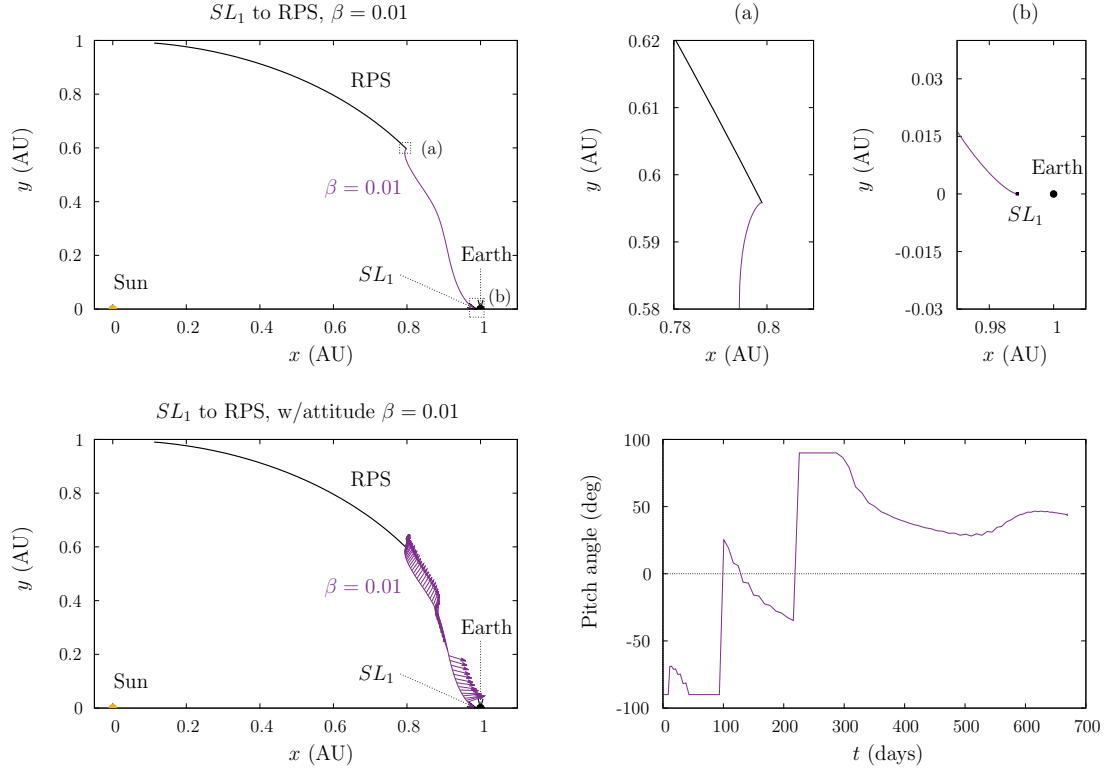 SL₁ to RPS, β = 0.01
1
0.8
0.6
0.4
0.2
0
0 0.2 0.4 0.6 0.8 1
y (AU)
x (AU)
RPS
(a)
β = 0.01
SL₁
Earth
(b)
Sun
(a)
0.62
0.61
0.6
0.59
0.58
0.78 0.8
y (AU)
x (AU)
(b)
0.03
0.015
0
-0.015
-0.03
0.98 1
y (AU)
x (AU)
Earth
SL₁
SL₁ to RPS, w/attitude β = 0.01
1
0.8
0.6
0.4
0.2
0
0 0.2 0.4 0.6 0.8 1
y (AU)
x (AU)
RPS
β = 0.01
Earth
SL₁
Sun
100
50
0
-50
-100
0 100 200 300 400 500 600 700
Pitch angle (deg)
t (days)